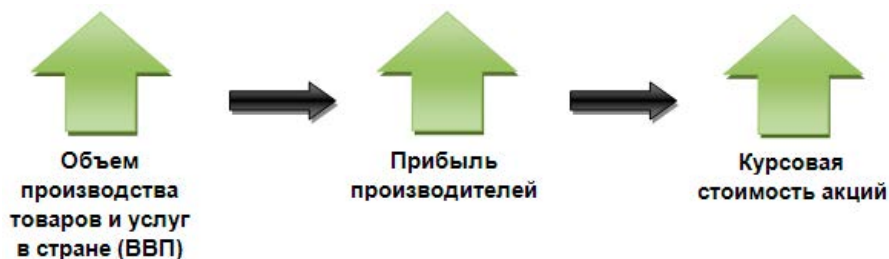 Объем
производства
товаров и услуг
в стране (ВВП)
Прибыль
производителей
Курсовая
стоимость акций